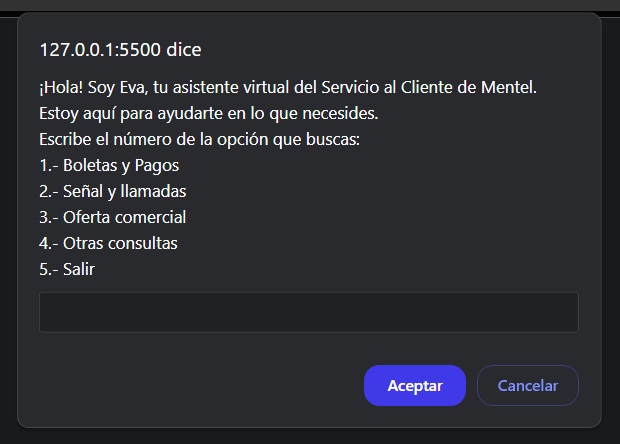 127.0.0.1:5500 dice
¡Hola! Soy Eva, tu asistente virtual del Servicio al Cliente de Mentel.
Estoy aquí para ayudarte en lo que necesides.
Escribe el número de la opción que buscas:
1.- Boletas y Pagos
2.- Señal y llamadas
3.- Oferta comercial
4.- Otras consultas
5.- Salir
Aceptar
Cancelar